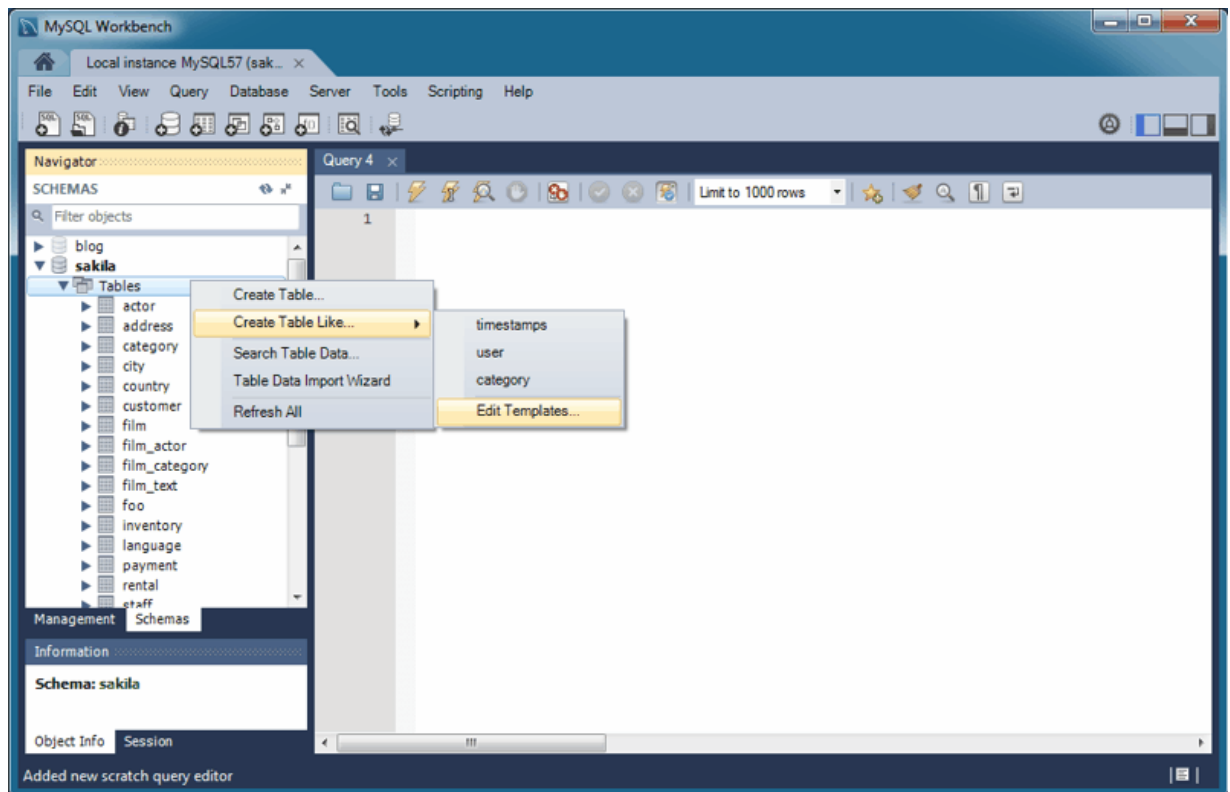 MySQL Workbench
Local instance MySQL57 (sak... ×
File Edit View Query Database Server Tools Scripting Help
Navigator
Query 4 ×
SCHEMAS
Limit to 1000 rows
Filter objects
1
blog
sakila
Tables
actor
address
category
city
country
customer
film
film_actor
film_category
film_text
foo
inventory
language
payment
rental
staff
Create Table...
Create Table Like...
Search Table Data...
Table Data Import Wizard
Refresh All
timestamps
user
category
Edit Templates...
Management Schemas
Information
Schema: sakila
Object Info Session
Added new scratch query editor